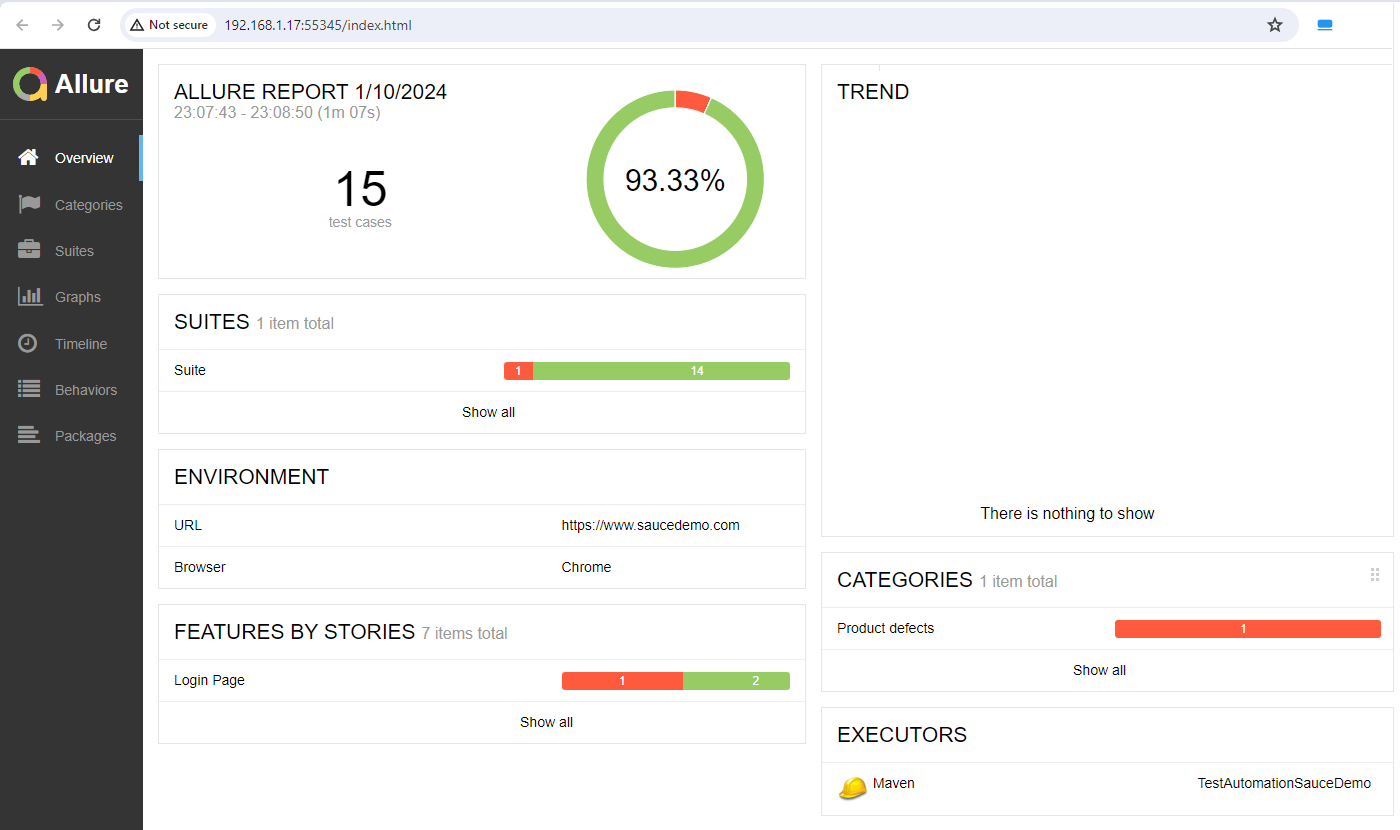 Not secure 192.168.1.17:55345/index.html
Allure
Overview
Categories
Suites
Graphs
Timeline
Behaviors
Packages
ALLURE REPORT 1/10/2024
23:07:43 - 23:08:50 (1m 07s)
15
test cases
93.33%
SUITES 1 item total
Suite 1 14
Show all
ENVIRONMENT
URL https://www.saucedemo.com
Browser Chrome
FEATURES BY STORIES 7 items total
Login Page 1 2
Show all
TREND
There is nothing to show
CATEGORIES 1 item total
Product defects 1
Show all
EXECUTORS
Maven TestAutomationSauceDemo